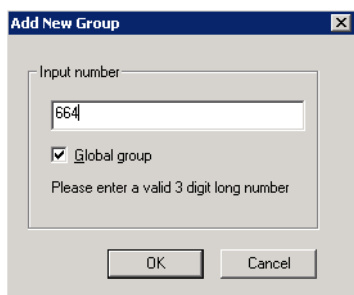 Add New Group
Input number
664
Global group
Please enter a valid 3 digit long number
OK Cancel